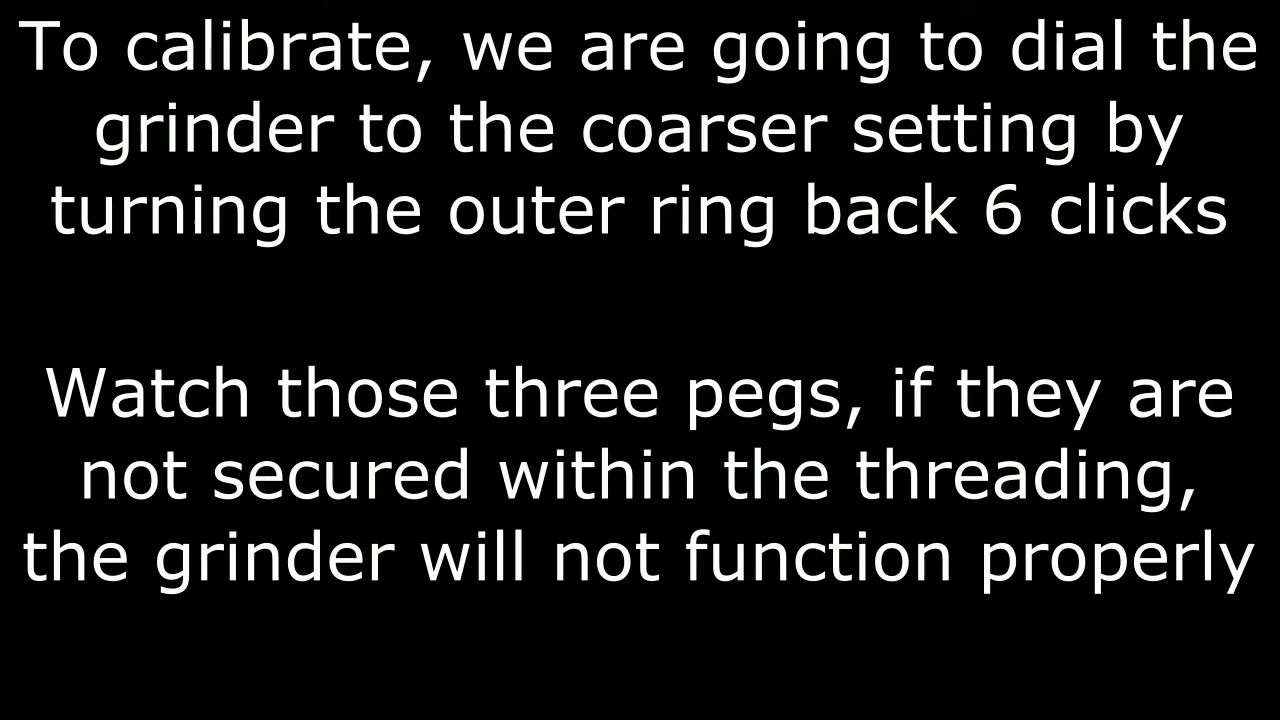 To calibrate, we are going to dial the
grinder to the coarser setting by
turning the outer ring back 6 clicks
Watch those three pegs, if they are
not secured within the threading,
the grinder will not function properly